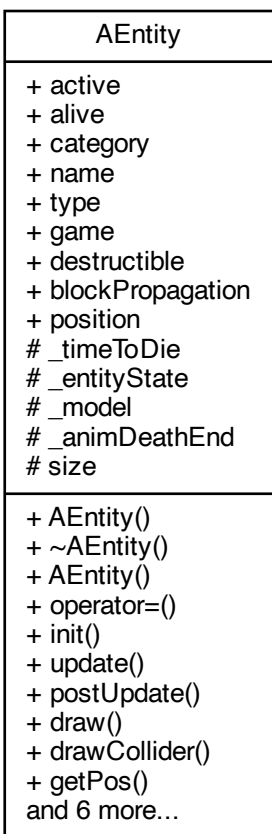 AEntity
+ active
+ alive
+ category
+ name
+ type
+ game
+ destructible
+ blockPropagation
+ position
# _timeToDie
# _entityState
# _model
# _animDeathEnd
# size
+ AEntity()
+ ~AEntity()
+ AEntity()
+ operator=()
+ init()
+ update()
+ postUpdate()
+ draw()
+ drawCollider()
+ getPos()
and 6 more...